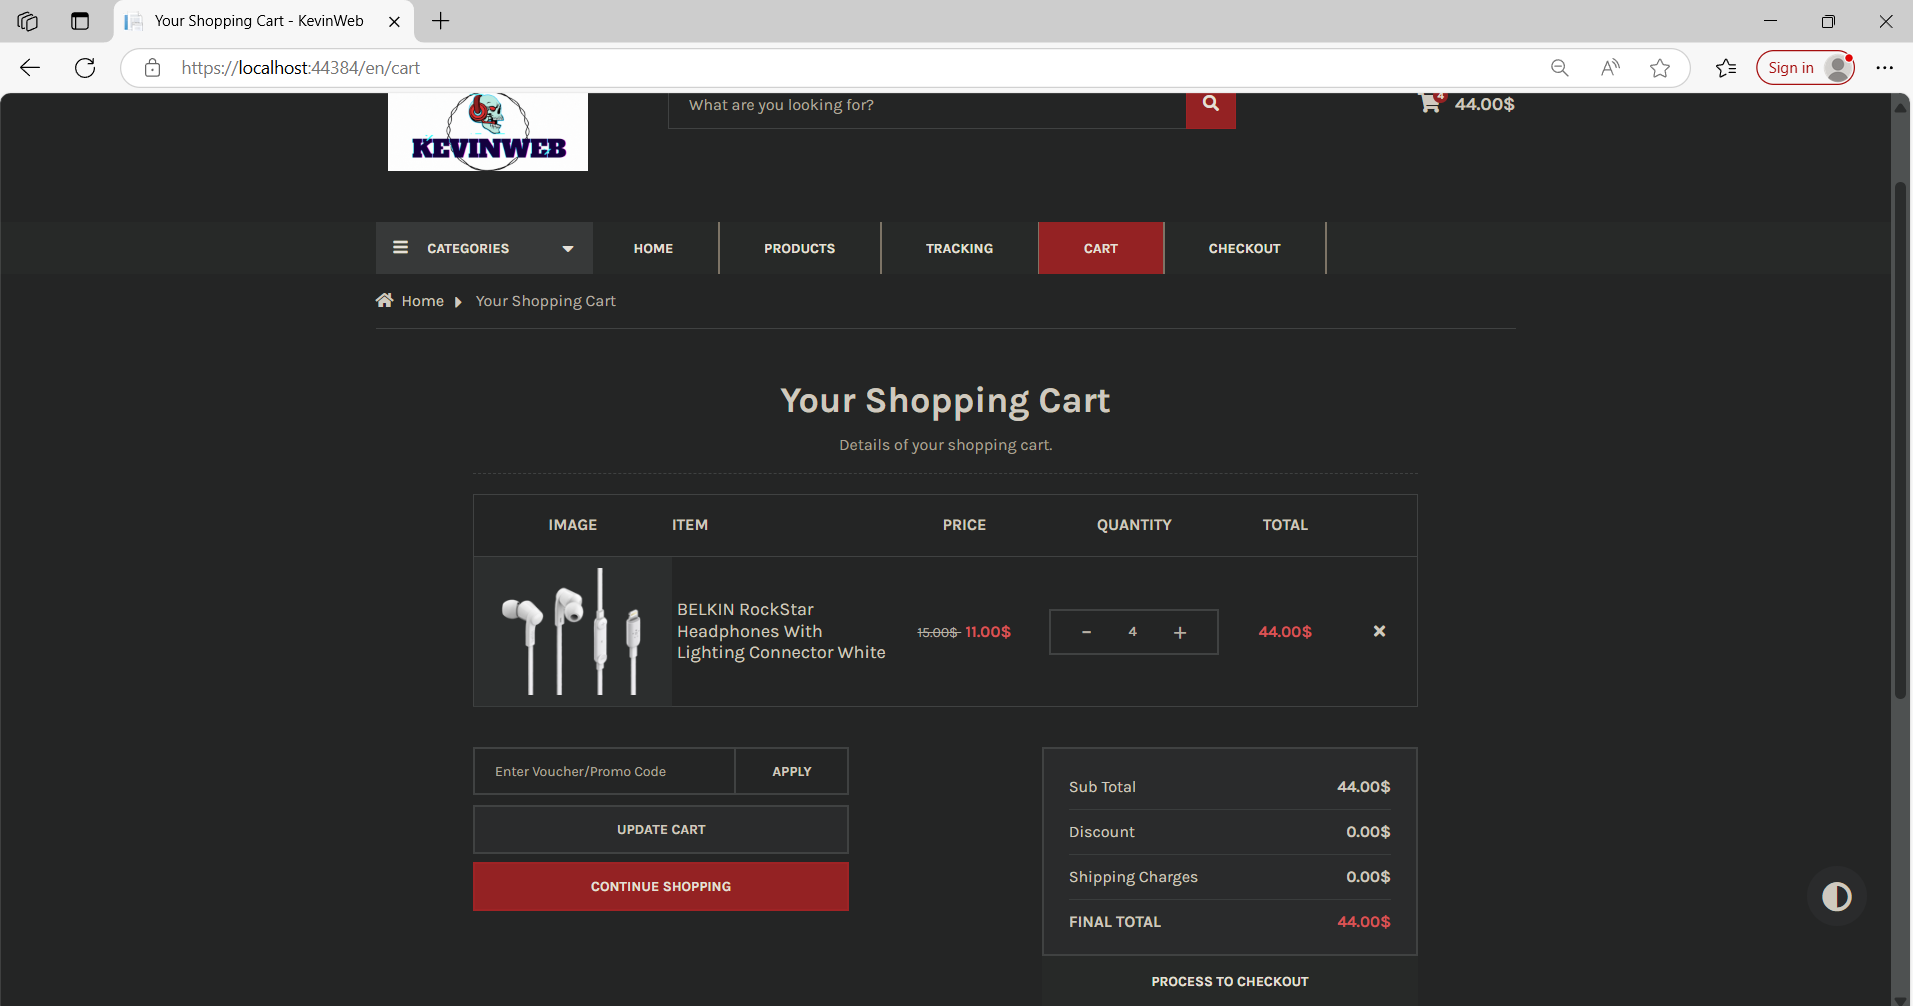 Your Shopping Cart - KevinWeb
https://localhost:44384/en/cart
Sign in
KEVINWEB
What are you looking for?
4
44.00$
CATEGORIES
HOME
PRODUCTS
TRACKING
CART
CHECKOUT
Home
Your Shopping Cart
Your Shopping Cart
Details of your shopping cart.
IMAGE
ITEM
PRICE
QUANTITY
TOTAL
BELKIN RockStar
Headphones With
Lighting Connector White
15.00$ 11.00$
- 4 +
44.00$
Enter Voucher/Promo Code
APPLY
UPDATE CART
CONTINUE SHOPPING
Sub Total 44.00$
Discount 0.00$
Shipping Charges 0.00$
FINAL TOTAL 44.00$
PROCESS TO CHECKOUT